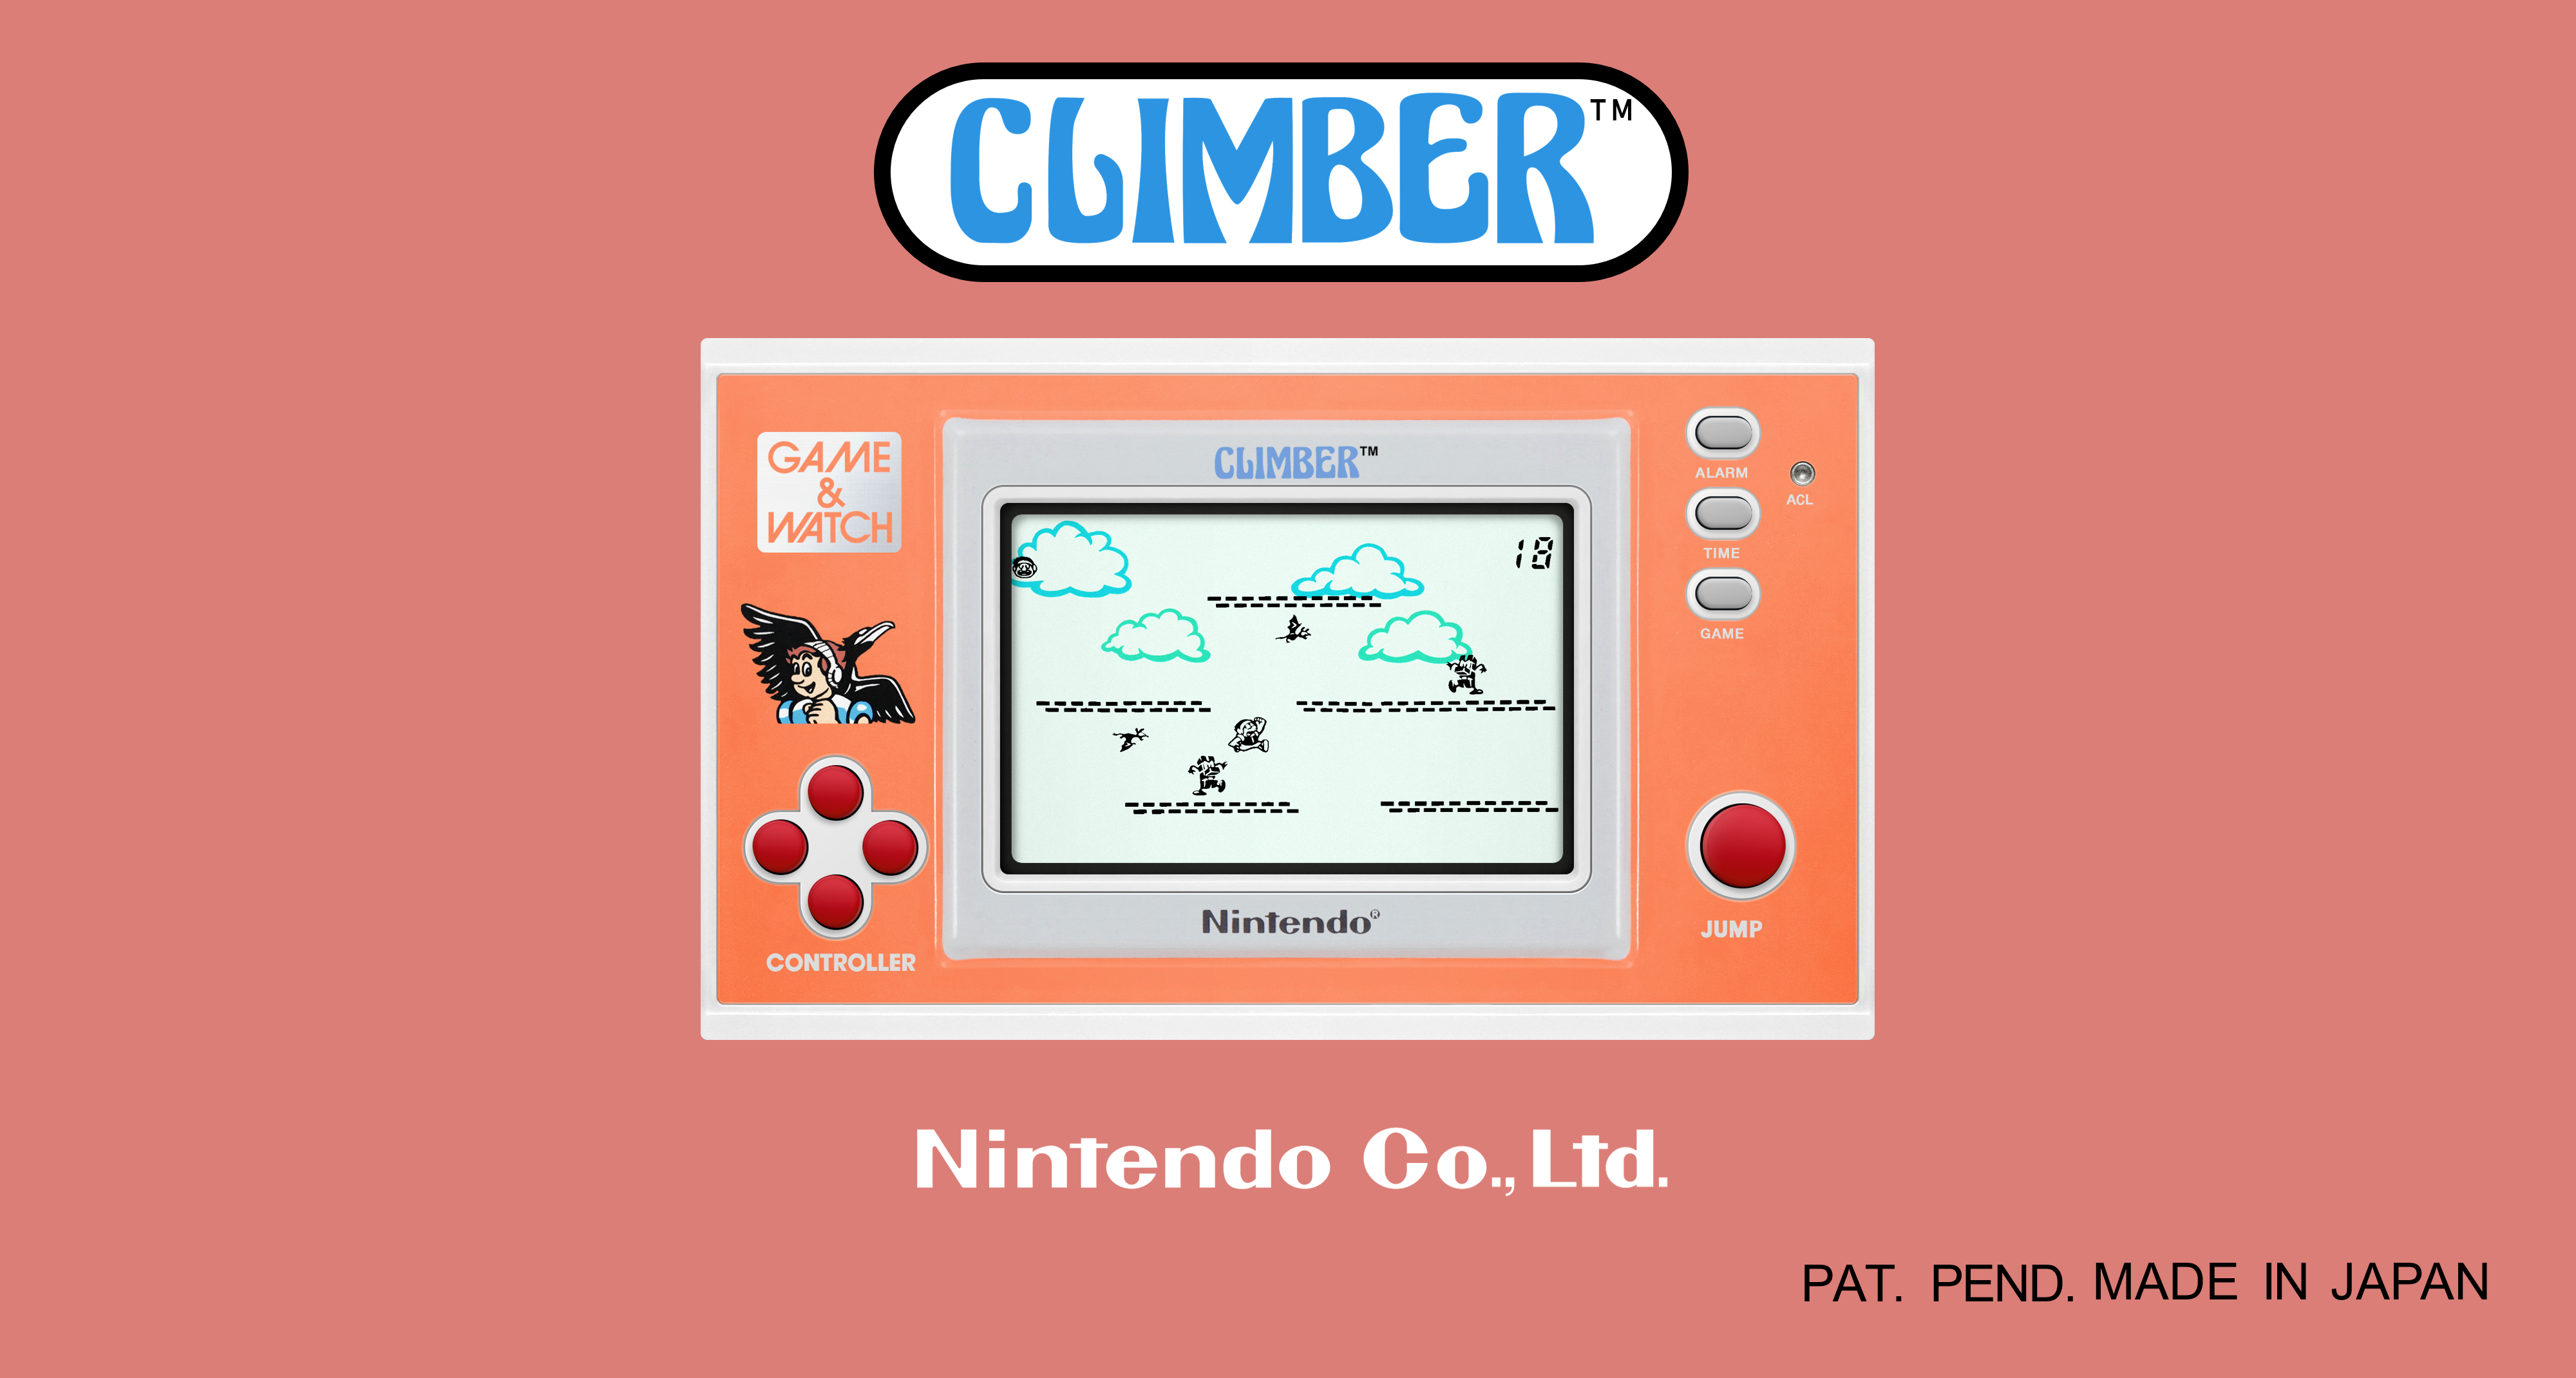 CLIMBER™
GAME
&
WATCH
CLIMBER™
18
ALARM
ACL
TIME
GAME
CONTROLLER
Nintendo®
JUMP
Nintendo Co., Ltd.
PAT. PEND. MADE IN JAPAN